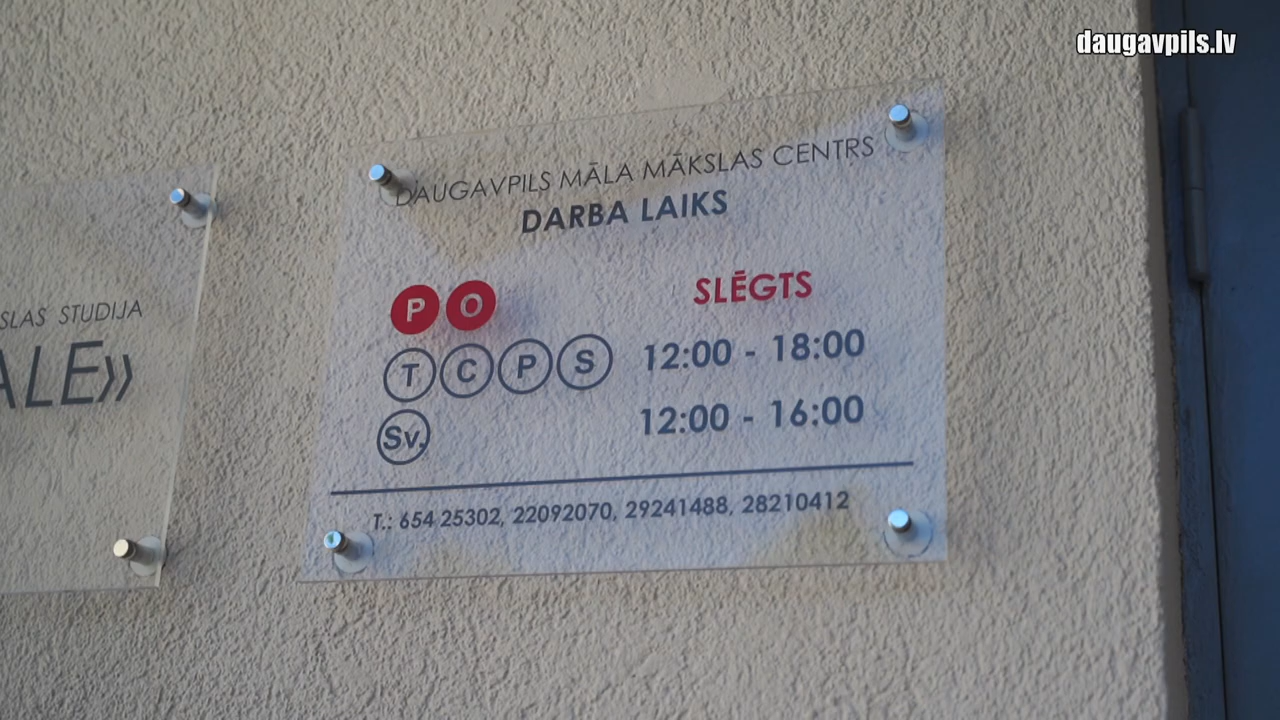 daugavpils.lv
SLAS STUDIJA
ALE»
DAUGAVPILS MĀLA MĀKSLAS CENTRS
DARBA LAIKS
P O SLĒGTS
T C P S 12:00 - 18:00
Sv. 12:00 - 16:00
T.: 654 25302, 22092070, 29241488, 28210412